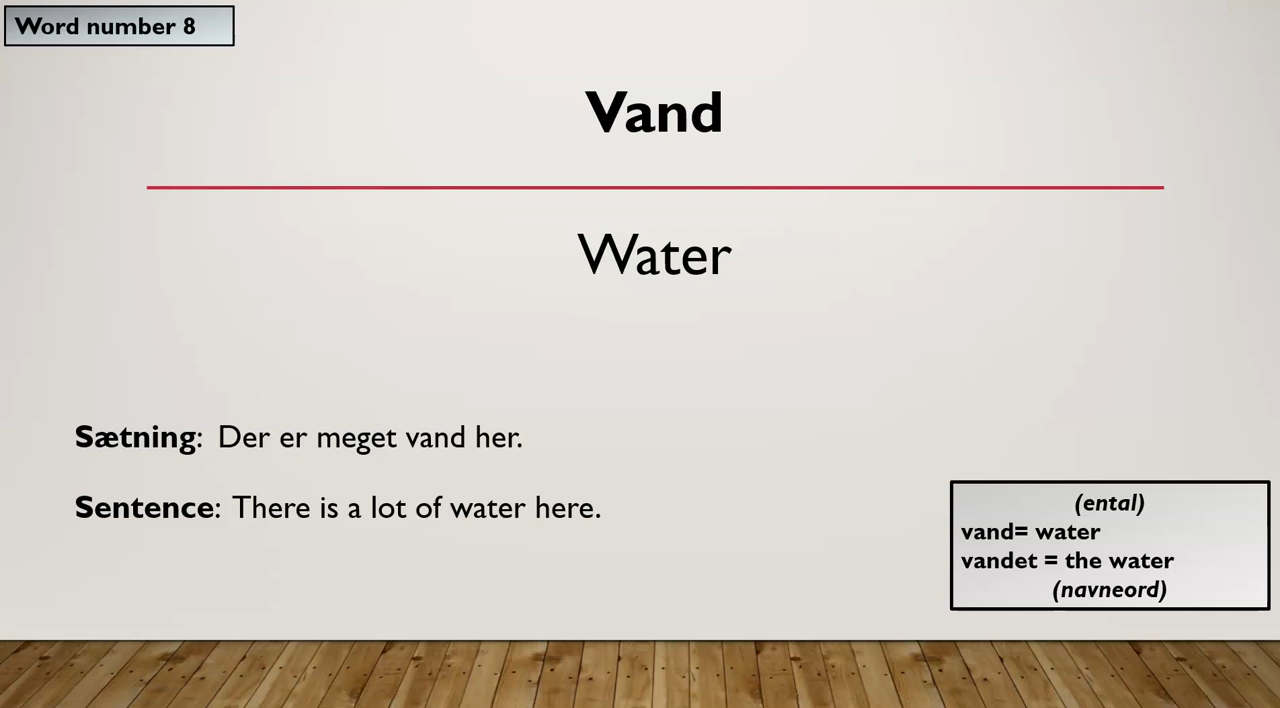 Word number 8
Vand
Water
Sætning: Der er meget vand her.
Sentence: There is a lot of water here.
(ental)
vand= water
vandet = the water
(navneord)